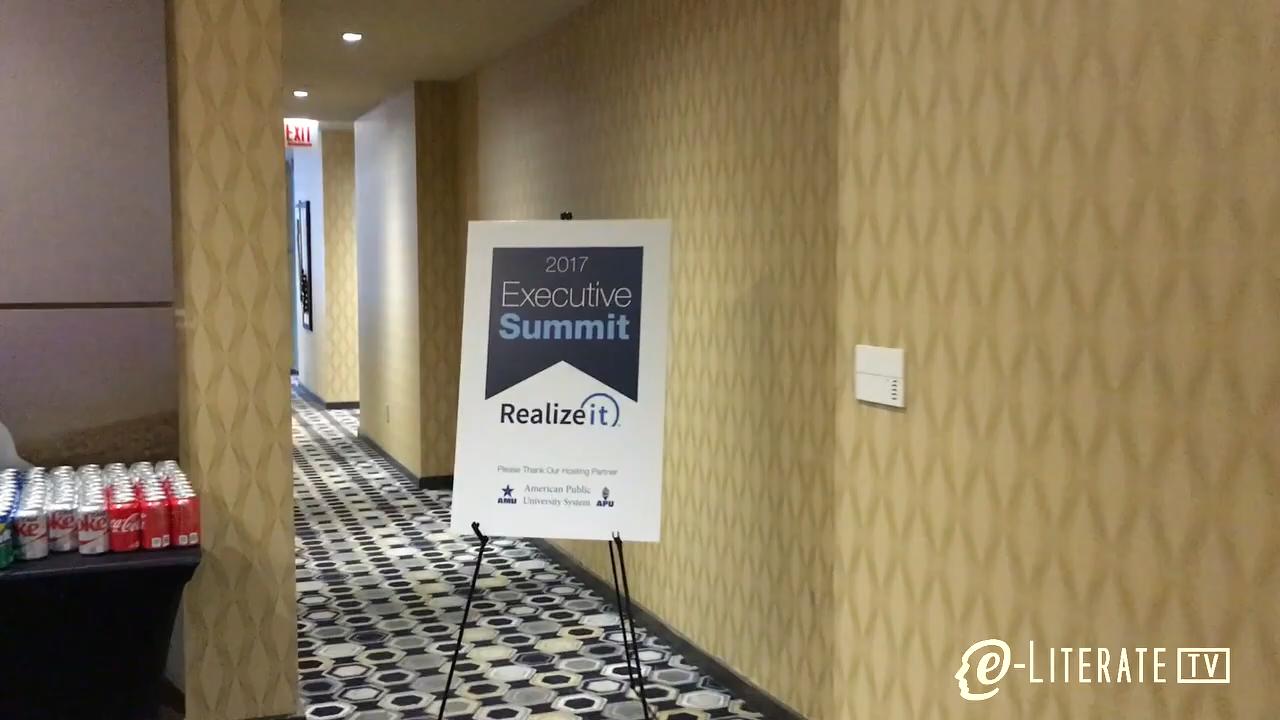 EXIT
2017
Executive
Summit
Realizeit
Please Thank Our Hosting Partner
AMU
American Public
University System
APU
Coca-Cola
e-LITERATE TV